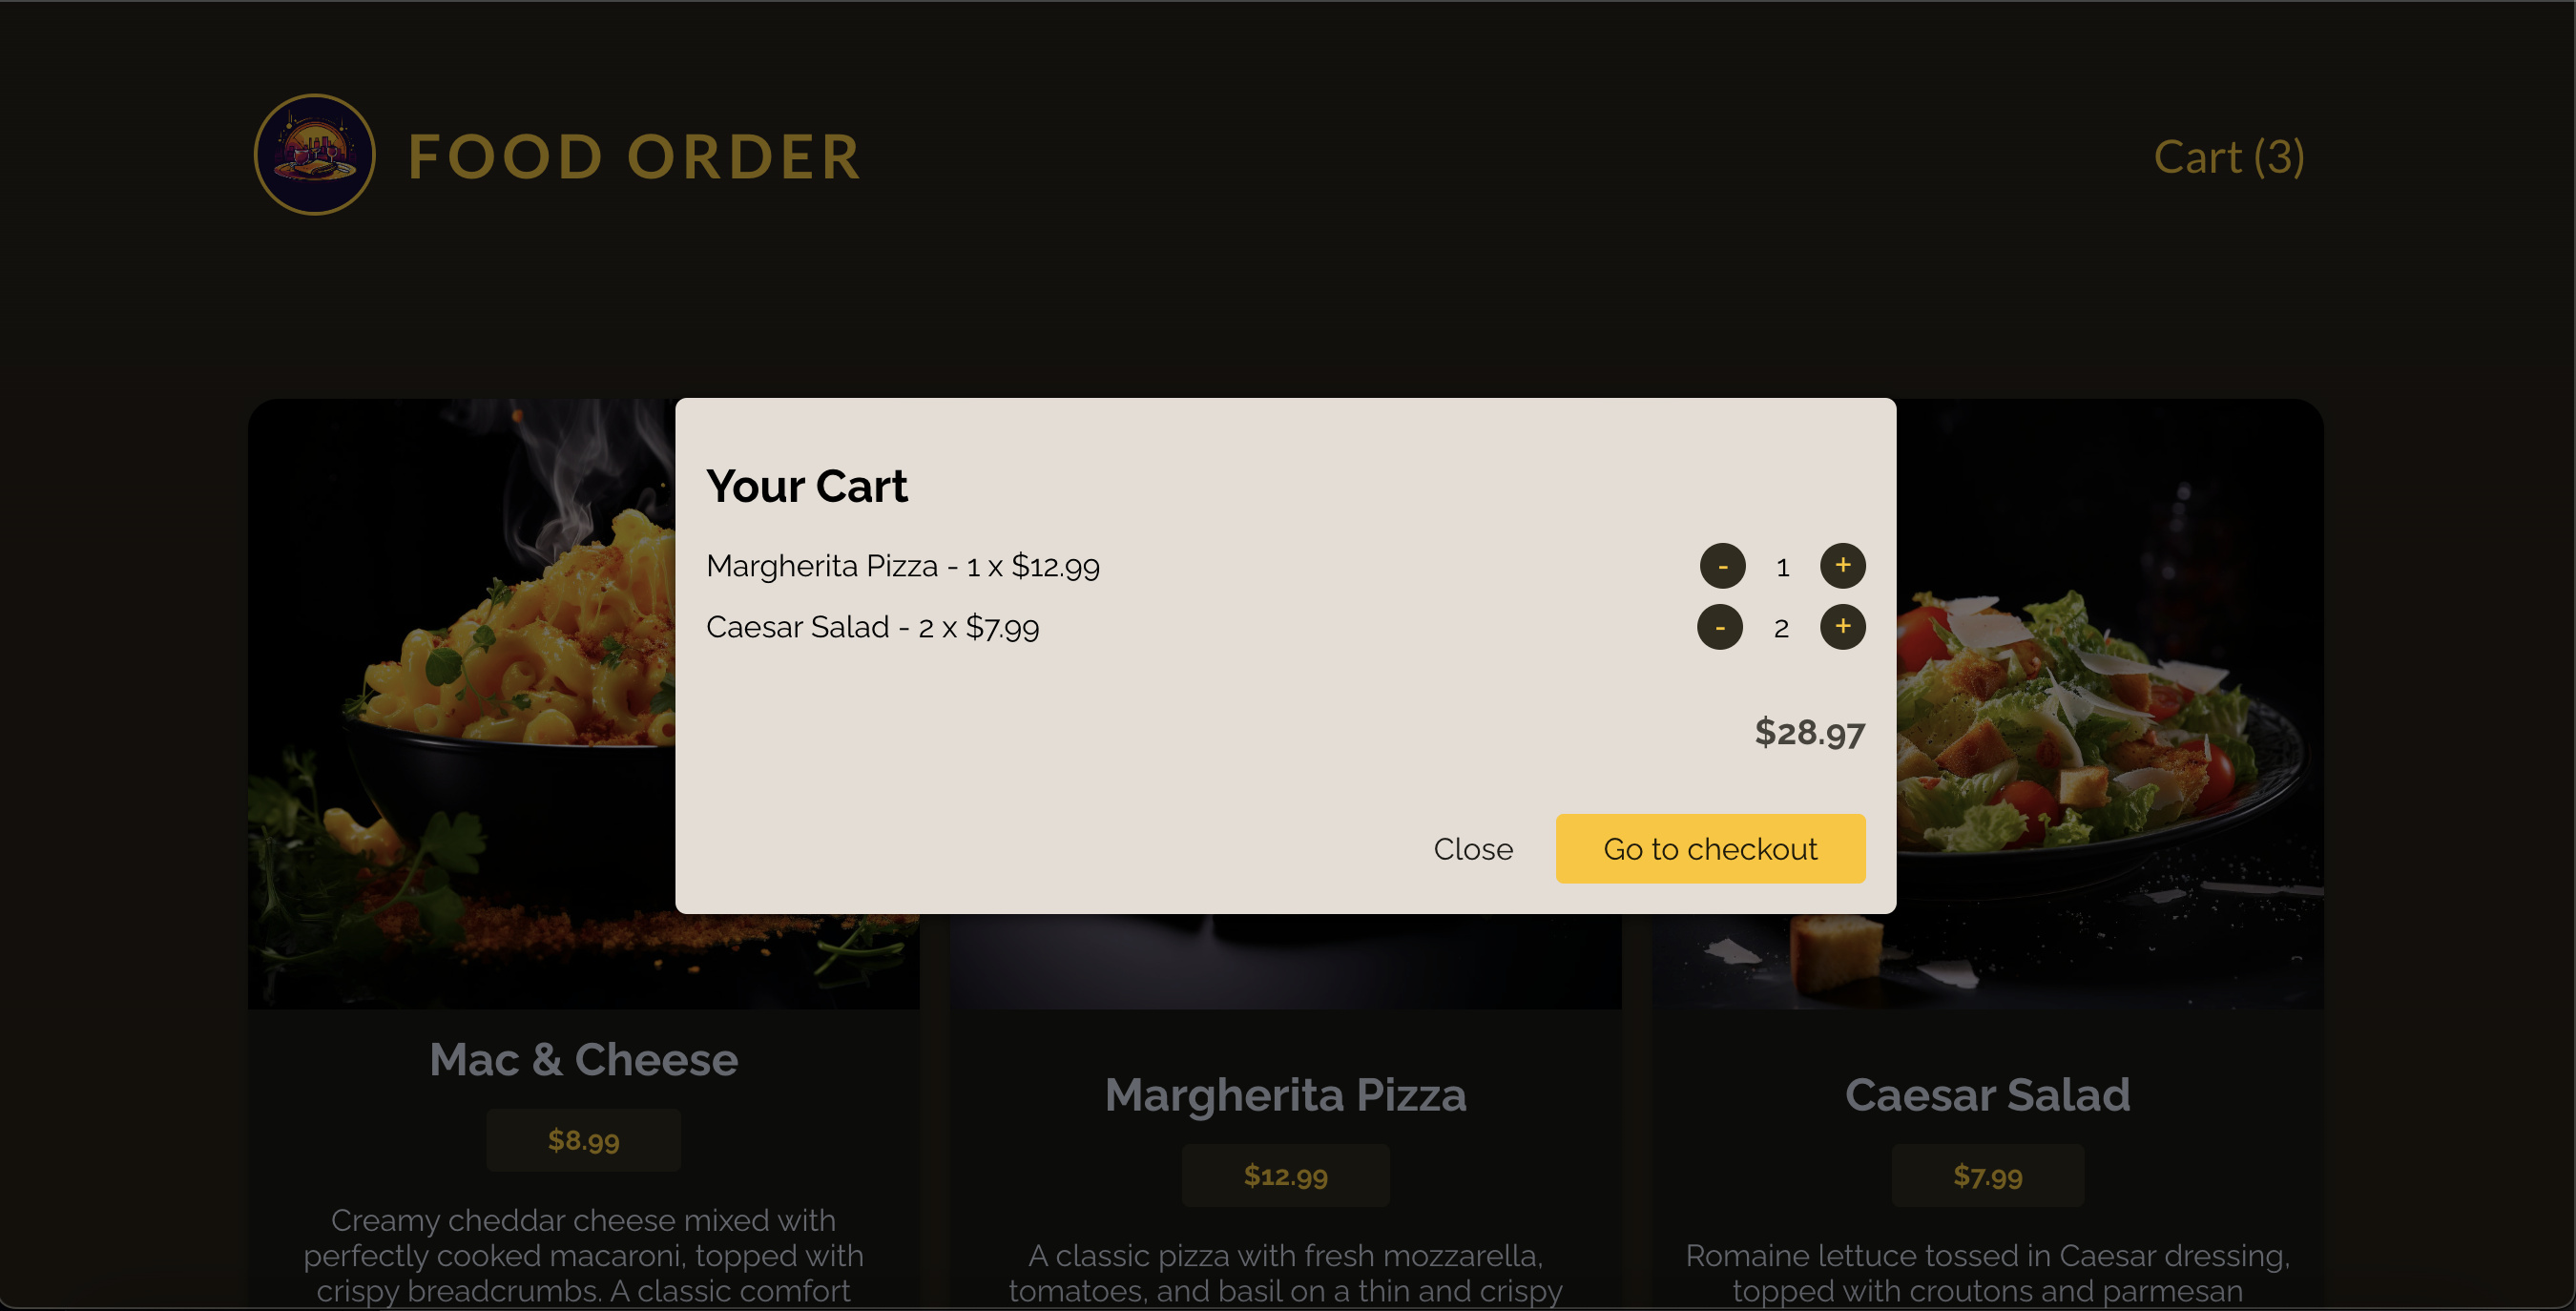 FOOD ORDER
Cart (3)
Your Cart
Margherita Pizza - 1 x $12.99
- 1 +
Caesar Salad - 2 x $7.99
- 2 +
$28.97
Close
Go to checkout
Mac & Cheese
$8.99
Creamy cheddar cheese mixed with
perfectly cooked macaroni, topped with
crispy breadcrumbs. A classic comfort
Margherita Pizza
$12.99
A classic pizza with fresh mozzarella,
tomatoes, and basil on a thin and crispy
Caesar Salad
$7.99
Romaine lettuce tossed in Caesar dressing,
topped with croutons and parmesan